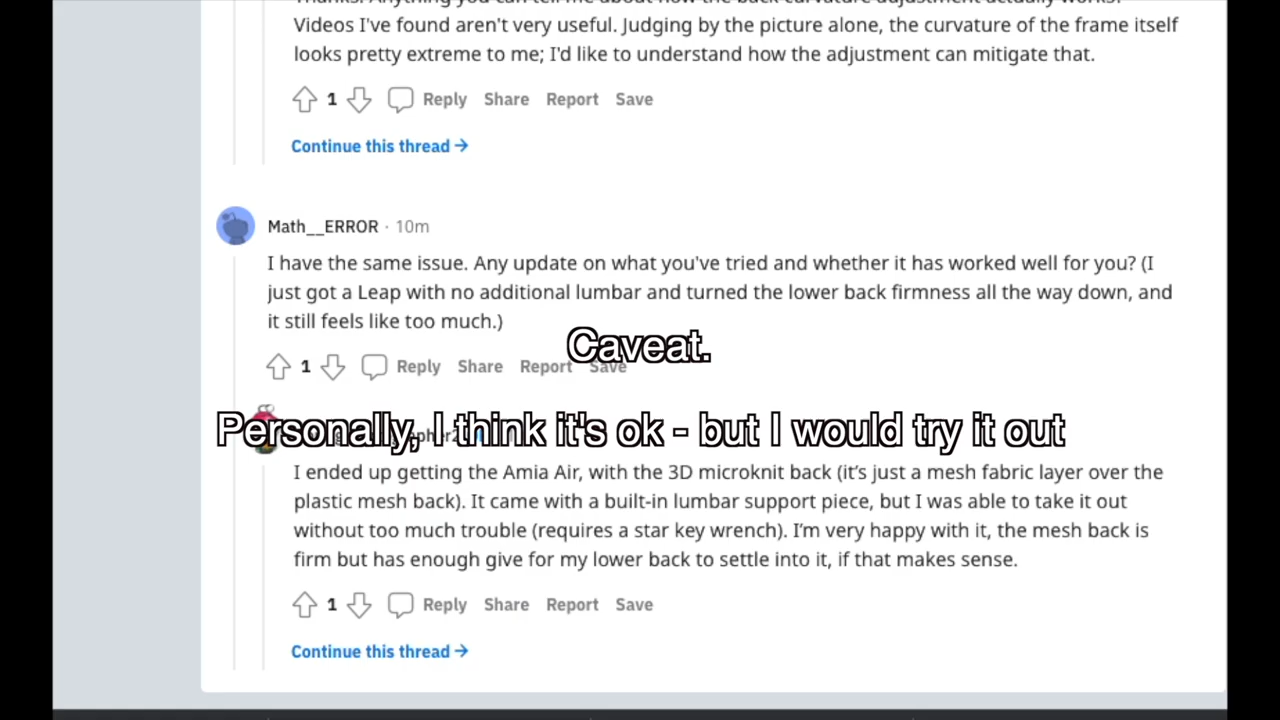 Videos I've found aren't very useful. Judging by the picture alone, the curvature of the frame itself
looks pretty extreme to me; I'd like to understand how the adjustment can mitigate that.
1 Reply Share Report Save
Continue this thread →
Math__ERROR · 10m
I have the same issue. Any update on what you've tried and whether it has worked well for you? (I
just got a Leap with no additional lumbar and turned the lower back firmness all the way down, and
it still feels like too much.)
Caveat.
1 Reply Share Report Save
Personally, I think it's ok - but I would try it out
I ended up getting the Amia Air, with the 3D microknit back (it's just a mesh fabric layer over the
plastic mesh back). It came with a built-in lumbar support piece, but I was able to take it out
without too much trouble (requires a star key wrench). I'm very happy with it, the mesh back is
firm but has enough give for my lower back to settle into it, if that makes sense.
1 Reply Share Report Save
Continue this thread →